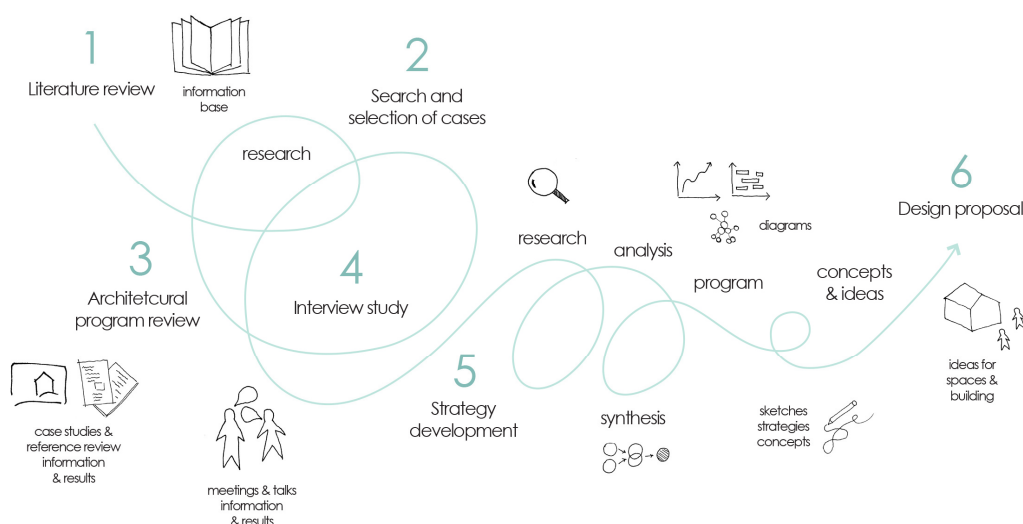 1
Literature review
information
base
2
Search and
selection of cases
research
3
Architetcural
program review
4
Interview study
case studies &
reference review
information
& results
meetings & talks
information
& results
5
Strategy
development
research
analysis
diagrams
program
synthesis
concepts
& ideas
sketches
strategies
concepts
6
Design proposal
ideas for
spaces &
building